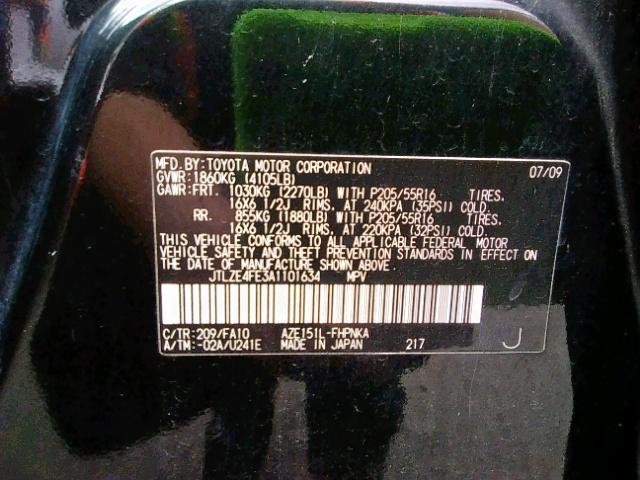 MFD.BY:TOYOTA MOTOR CORPORATION 07/09
GVWR:1860KG (4105LB)
GAWR:FRT. 1030KG (2270LB) WITH P205/55R16 TIRES.
16X6 1/2J RIMS. AT 240KPA (35PSI) COLD.
RR. 855KG (1880LB) WITH P205/55R16 TIRES.
16X6 1/2J RIMS. AT 220KPA (32PSI) COLD.
THIS VEHICLE CONFORMS TO ALL APPLICABLE FEDERAL MOTOR
VEHICLE SAFETY AND THEFT PREVENTION STANDARDS IN EFFECT ON
THE DATE OF MANUFACTURE SHOWN ABOVE.
JTLZE4FE3A1101634 MPV
C/TR:209/FA10 AZE151L-FHPNKA
A/TM:-02A/U241E MADE IN JAPAN 217 J